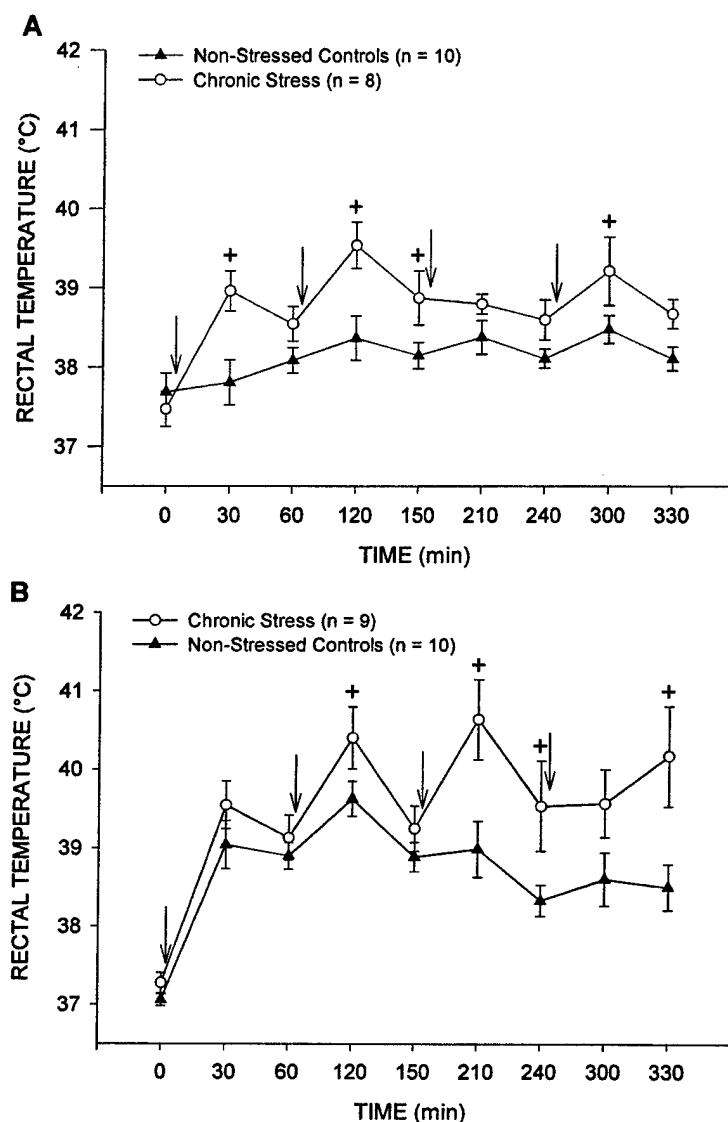 A
Non-Stressed Controls (n = 10)
Chronic Stress (n = 8)
RECTAL TEMPERATURE (°C)
42
41
40
39
38
37
+ + + +
0 30 60 120 150 210 240 300 330
TIME (min)
B
Chronic Stress (n = 9)
Non-Stressed Controls (n = 10)
RECTAL TEMPERATURE (°C)
42
41
40
39
38
37
+ + + +
0 30 60 120 150 210 240 300 330
TIME (min)